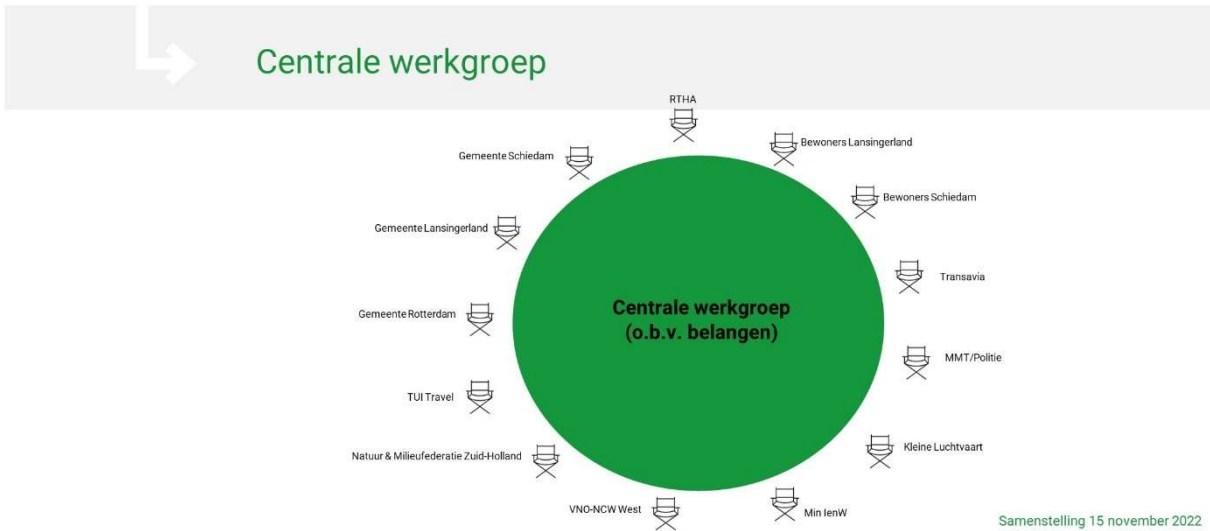 Centrale werkgroep
RTHA
Bewoners Lansingerland
Gemeente Schiedam
Bewoners Schiedam
Gemeente Lansingerland
Transavia
Centrale werkgroep
(o.b.v. belangen)
Gemeente Rotterdam
MMT/Politie
TUI Travel
Kleine Luchtvaart
Natuur & Milieufederatie Zuid-Holland
VNO-NCW West
Min IenW
Samenstelling 15 november 2022